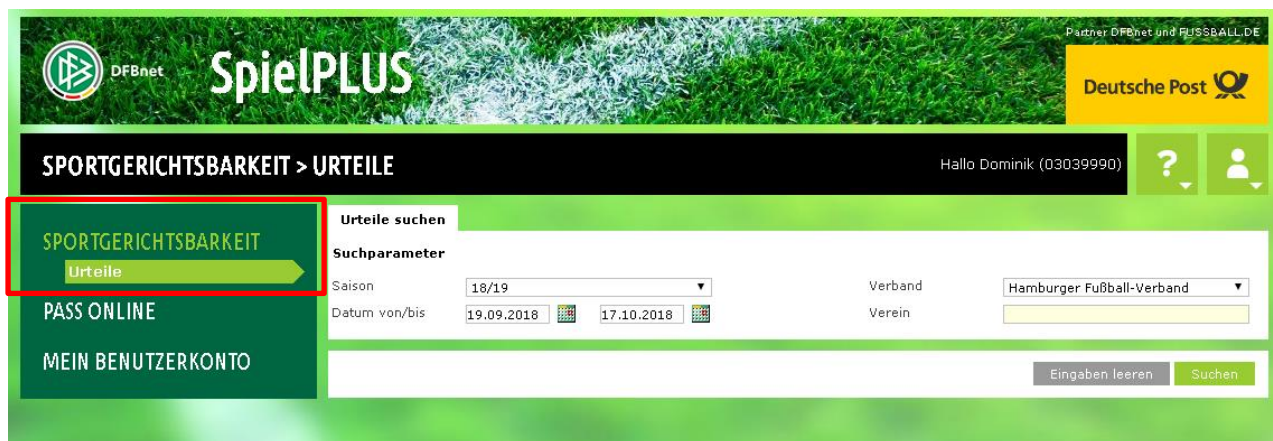 Partner DFBnet und FUSSBALL.DE
DFBnet SpielPLUS
Deutsche Post
SPORTGERICHTSBARKEIT > URTEILE
Hallo Dominik (03039990)
?
SPORTGERICHTSBARKEIT
Urteile
PASS ONLINE
MEIN BENUTZERKONTO
Urteile suchen
Suchparameter
Saison 18/19 Verband Hamburger Fußball-Verband
Datum von/bis 19.09.2018 17.10.2018 Verein
Eingaben leeren Suchen